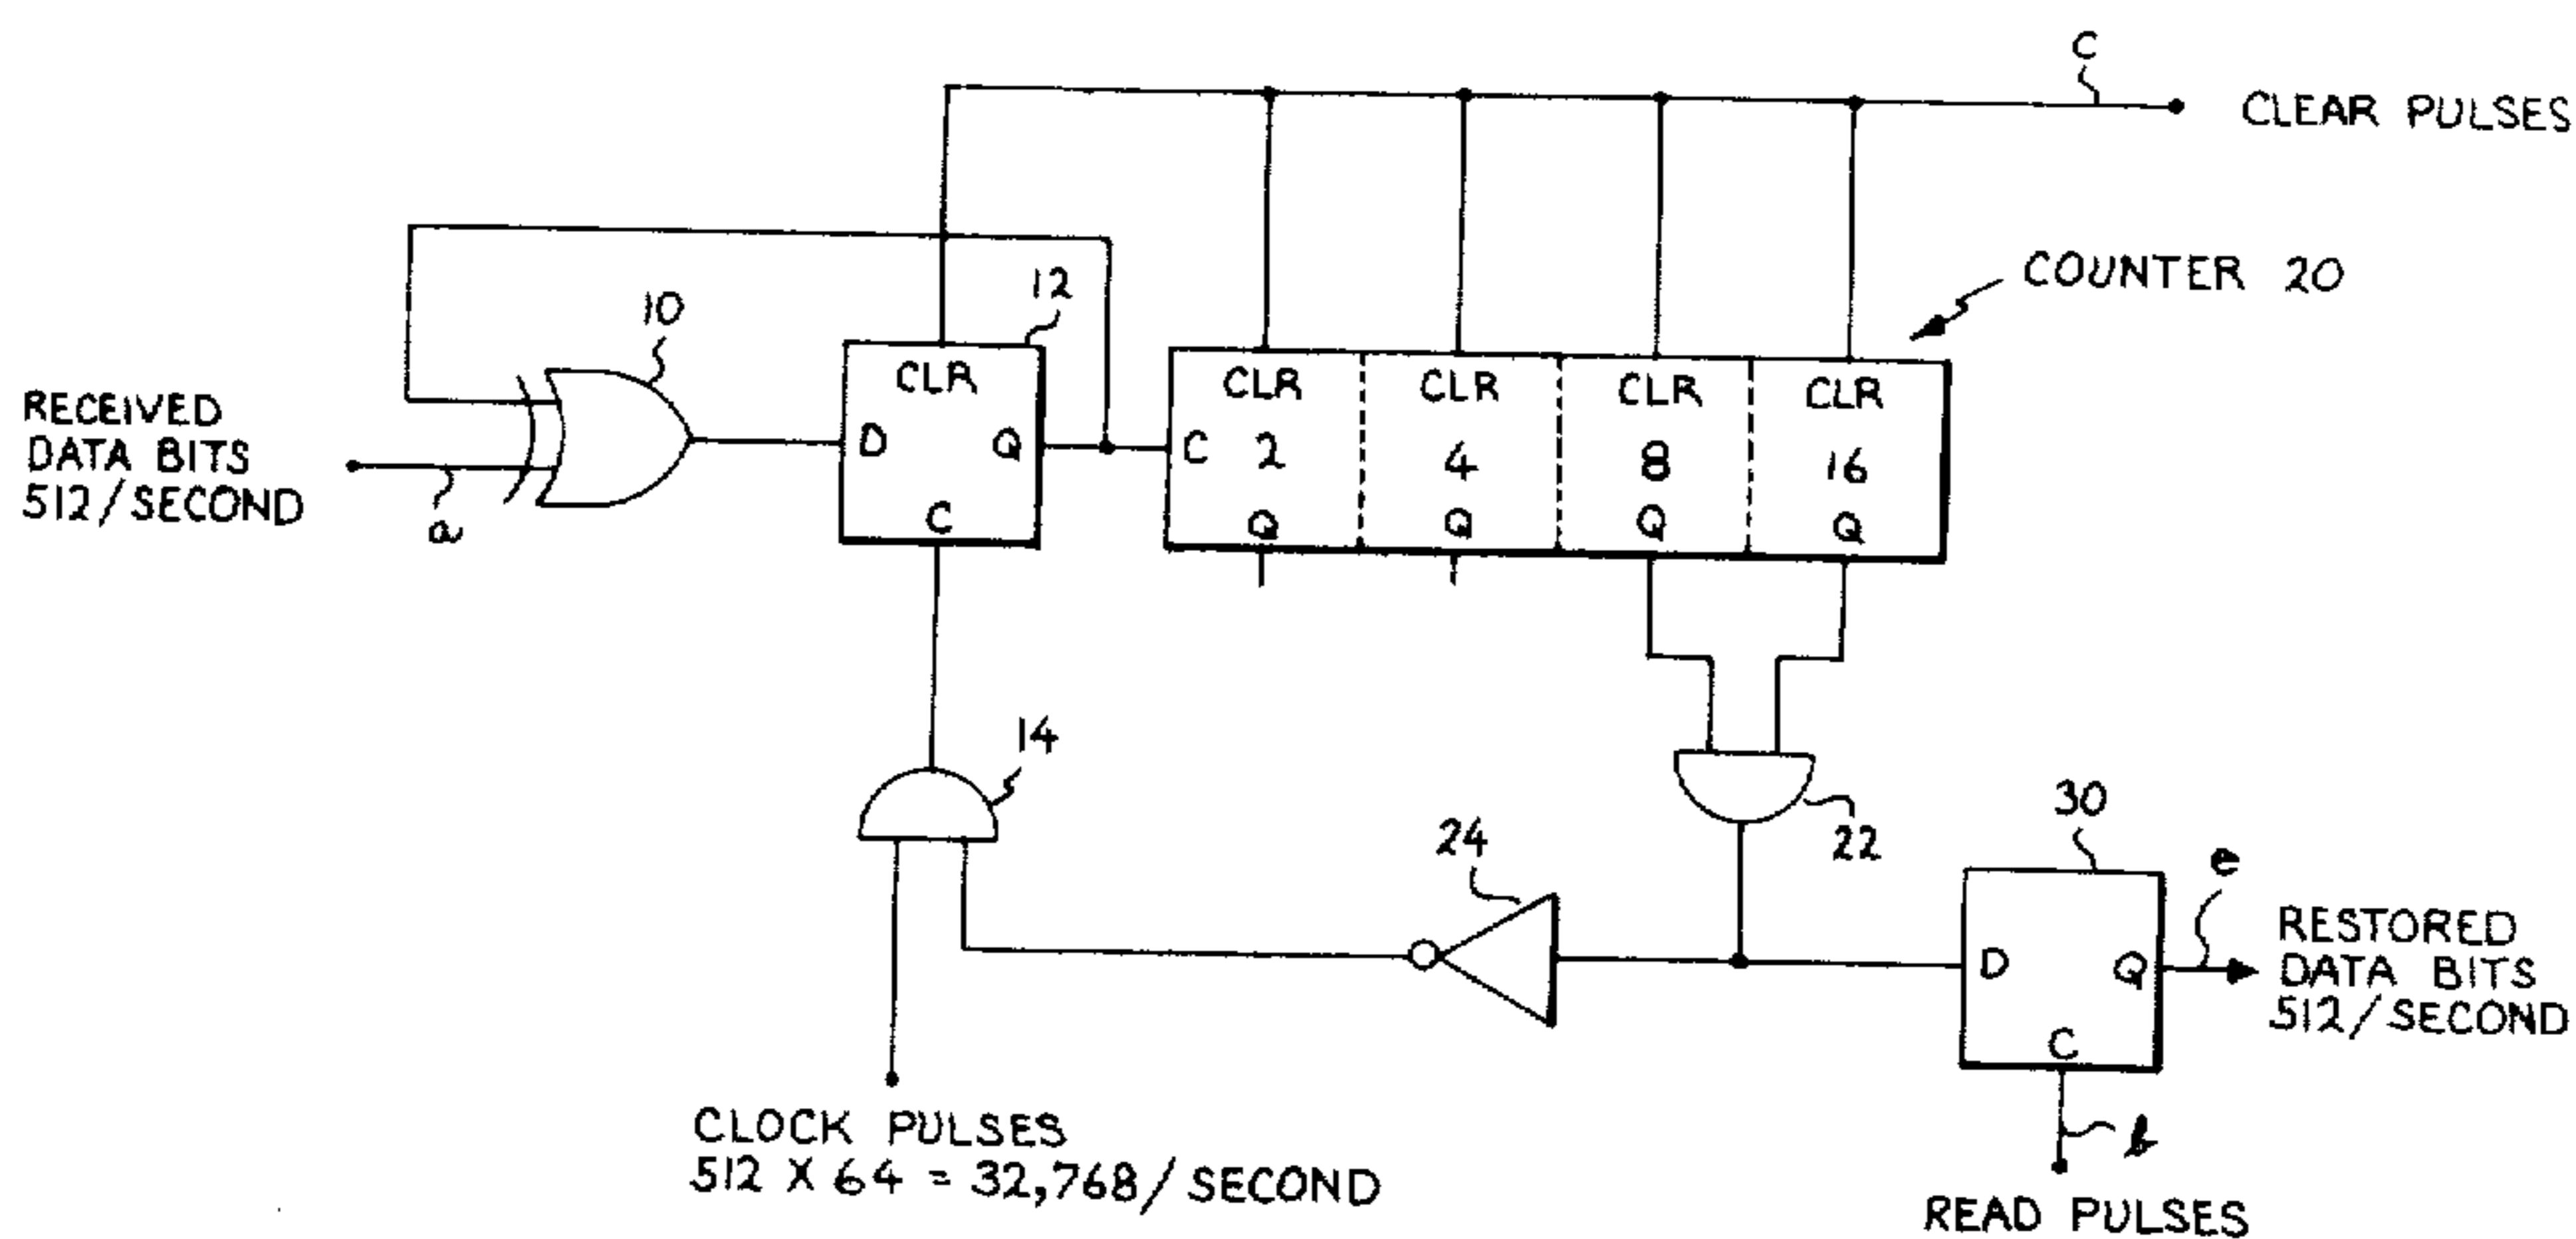 C
CLEAR PULSES
COUNTER 20
12
10
CLR
CLR
CLR
CLR
CLR
RECEIVED
DATA BITS
512/SECOND
a
D
Q
C
2
4
8
16
C
Q
Q
Q
Q
14
22
24
30
e
D
Q
C
RESTORED
DATA BITS
512/SECOND
b
CLOCK PULSES
512 X 64 = 32,768/SECOND
READ PULSES